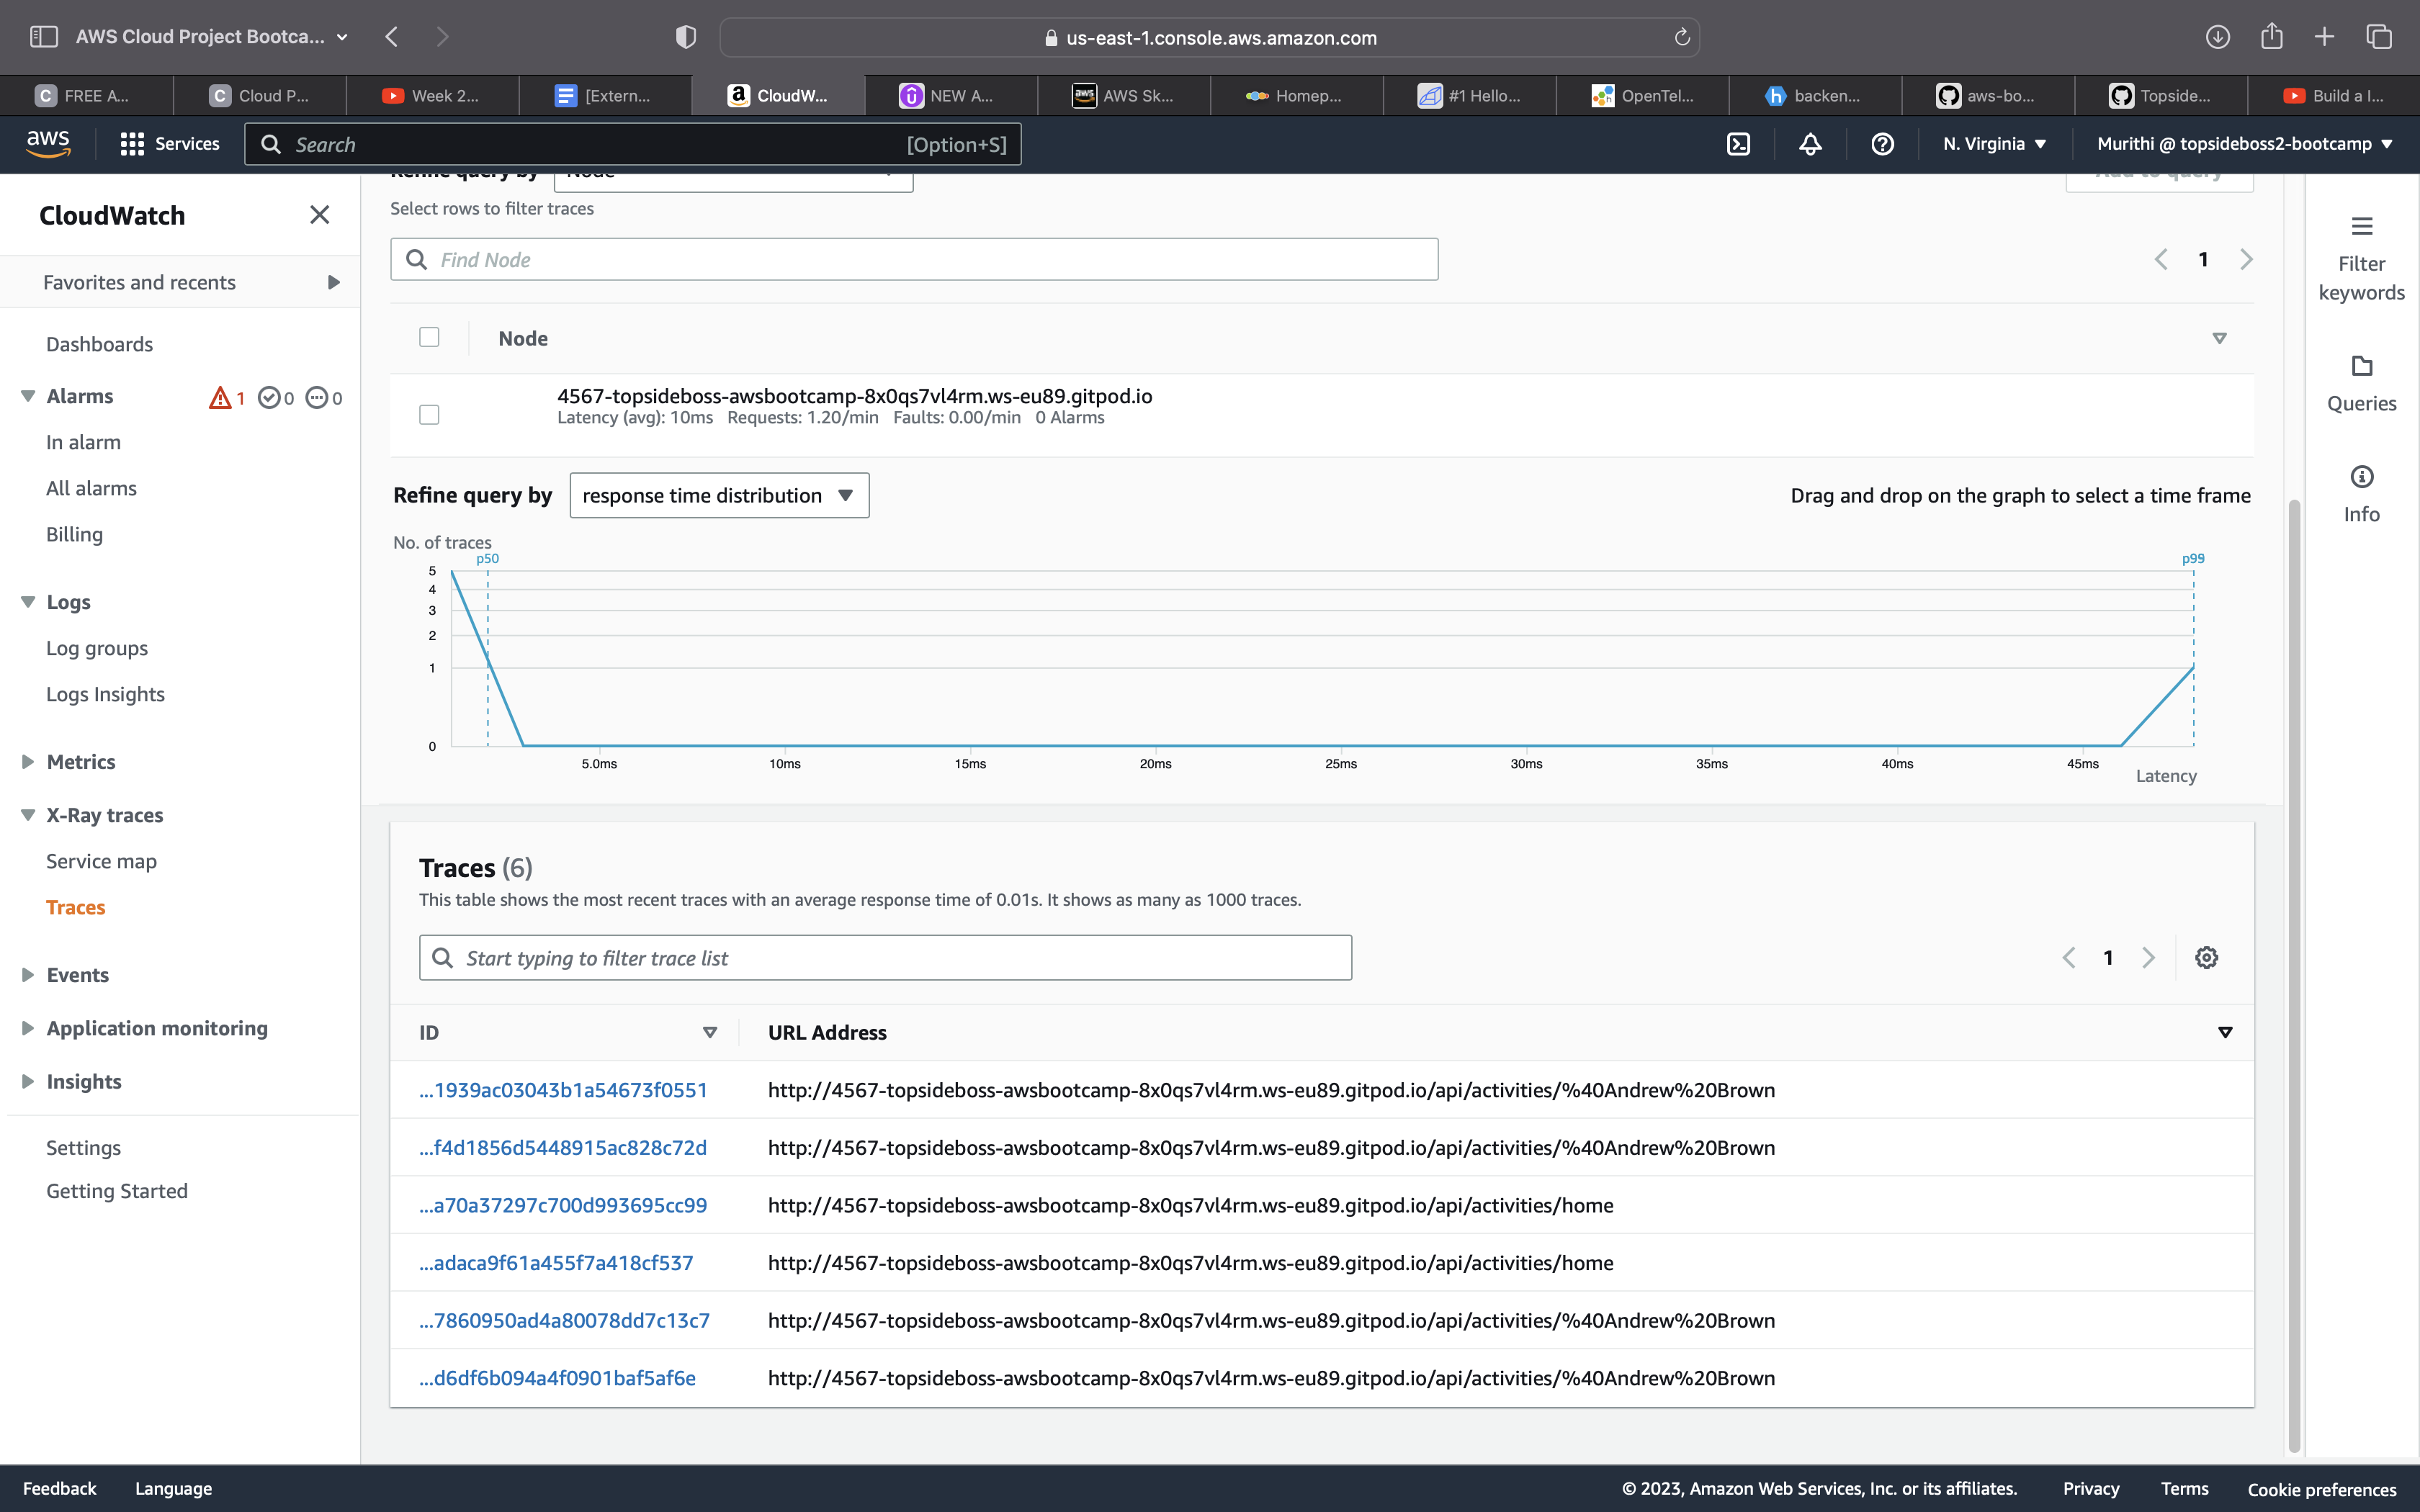 AWS Cloud Project Bootca...
us-east-1.console.aws.amazon.com
FREE A...
Cloud P...
Week 2...
[Extern...
CloudW...
NEW A...
AWS Sk...
Homep...
#1 Hello...
OpenTel...
backen...
aws-bo...
Topside...
Build a I...
aws
Services
Search
[Option+S]
N. Virginia
Murithi @ topsideboss2-bootcamp
CloudWatch
Favorites and recents
Dashboards
Alarms
1
0
0
In alarm
All alarms
Billing
Logs
Log groups
Logs Insights
Metrics
X-Ray traces
Service map
Traces
Events
Application monitoring
Insights
Settings
Getting Started
Refine query by
Node
Add to query
Select rows to filter traces
Find Node
1
Node
4567-topsideboss-awsbootcamp-8x0qs7vl4rm.ws-eu89.gitpod.io
Latency (avg): 10ms Requests: 1.20/min Faults: 0.00/min 0 Alarms
Refine query by
response time distribution
Drag and drop on the graph to select a time frame
No. of traces
p50
5
4
3
2
1
0
5.0ms
10ms
15ms
20ms
25ms
30ms
35ms
40ms
45ms
Latency
Traces (6)
This table shows the most recent traces with an average response time of 0.01s. It shows as many as 1000 traces.
Start typing to filter trace list
1
ID
URL Address
...1939ac03043b1a54673f0551 http://4567-topsideboss-awsbootcamp-8x0qs7vl4rm.ws-eu89.gitpod.io/api/activities/%40Andrew%20Brown
...f4d1856d5448915ac828c72d http://4567-topsideboss-awsbootcamp-8x0qs7vl4rm.ws-eu89.gitpod.io/api/activities/%40Andrew%20Brown
...a70a37297c700d993695cc99 http://4567-topsideboss-awsbootcamp-8x0qs7vl4rm.ws-eu89.gitpod.io/api/activities/home
...adaca9f61a455f7a418cf537 http://4567-topsideboss-awsbootcamp-8x0qs7vl4rm.ws-eu89.gitpod.io/api/activities/home
...7860950ad4a80078dd7c13c7 http://4567-topsideboss-awsbootcamp-8x0qs7vl4rm.ws-eu89.gitpod.io/api/activities/%40Andrew%20Brown
...d6df6b094a4f0901baf5af6e http://4567-topsideboss-awsbootcamp-8x0qs7vl4rm.ws-eu89.gitpod.io/api/activities/%40Andrew%20Brown
Filter
keywords
Queries
Info
Feedback
Language
© 2023, Amazon Web Services, Inc. or its affiliates.
Privacy
Terms
Cookie preferences